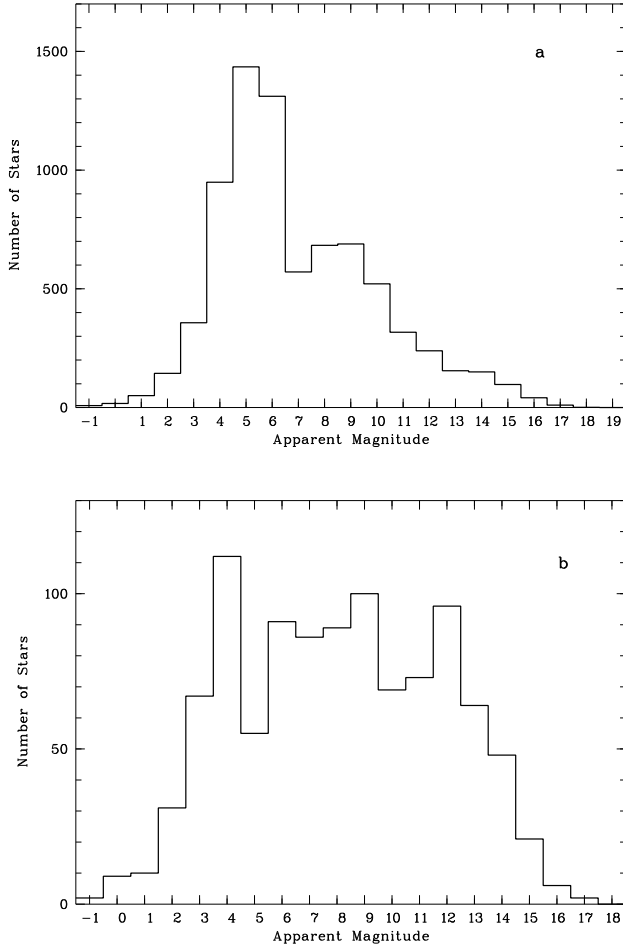 a
1500
1000
500
0
Number of Stars
-1 1 2 3 4 5 6 7 8 9 10 11 12 13 14 15 16 17 18 19
Apparent Magnitude
b
100
50
0
Number of Stars
-1 0 1 2 3 4 5 6 7 8 9 10 11 12 13 14 15 16 17 18
Apparent Magnitude